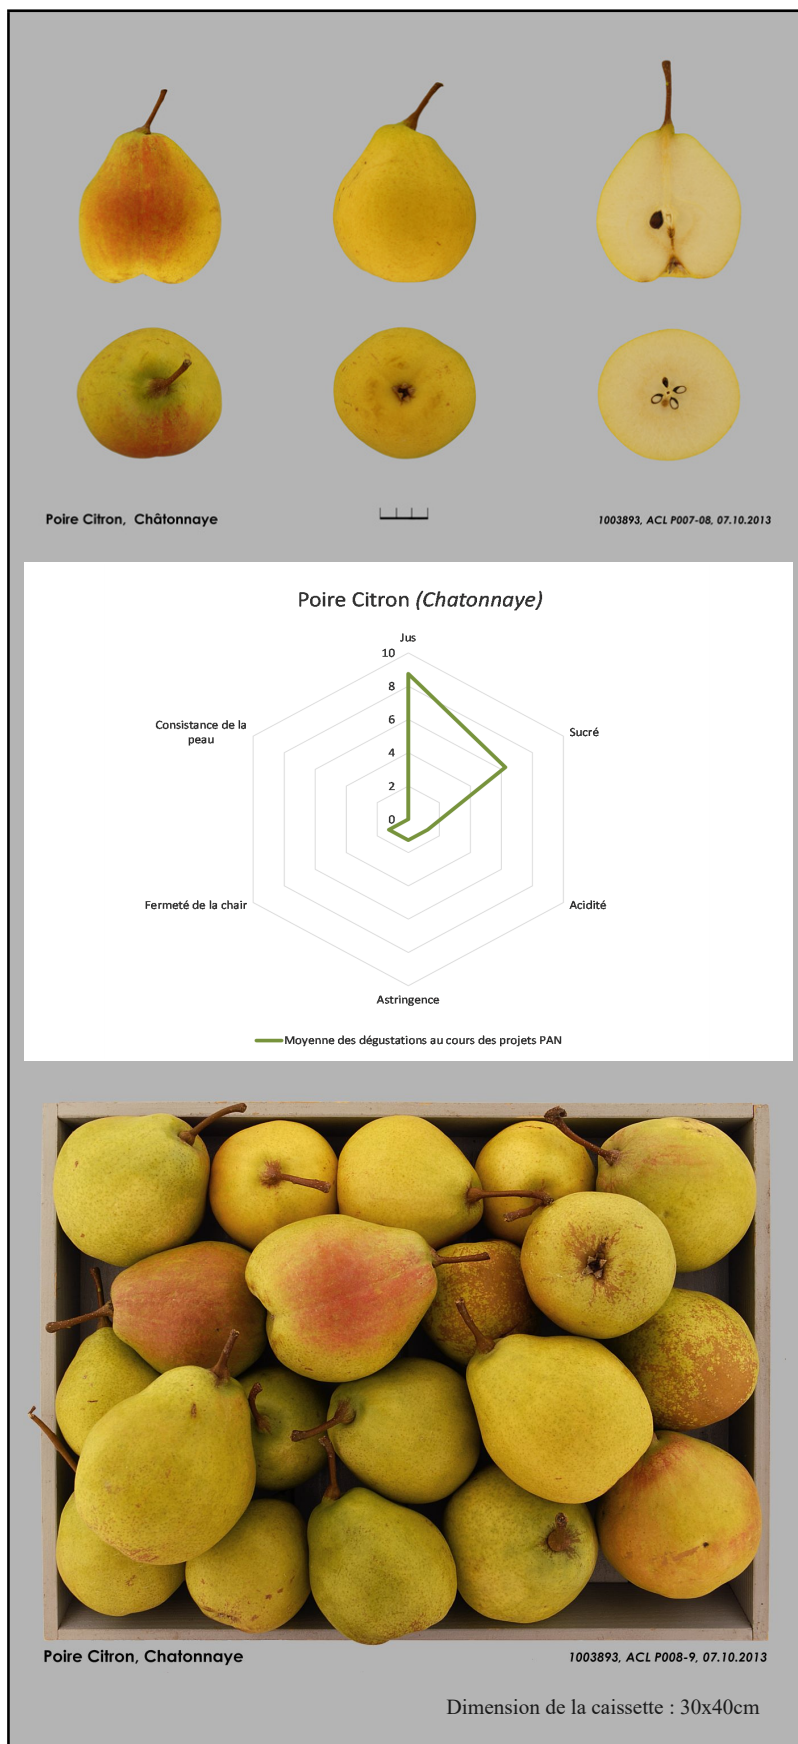 Poire Citron,  Châtonnaye
1003893, ACL P007-08, 07.10.2013
Poire Citron (Chatonnaye)
Jus
10
8
6
4
2
0
Sucré
Acidité
Astringence
Fermeté de la chair
Consistance de la
peau
Moyenne des dégustations au cours des projets PAN
Poire Citron, Chatonnaye
1003893, ACL P008-9, 07.10.2013
Dimension de la caissette : 30x40cm